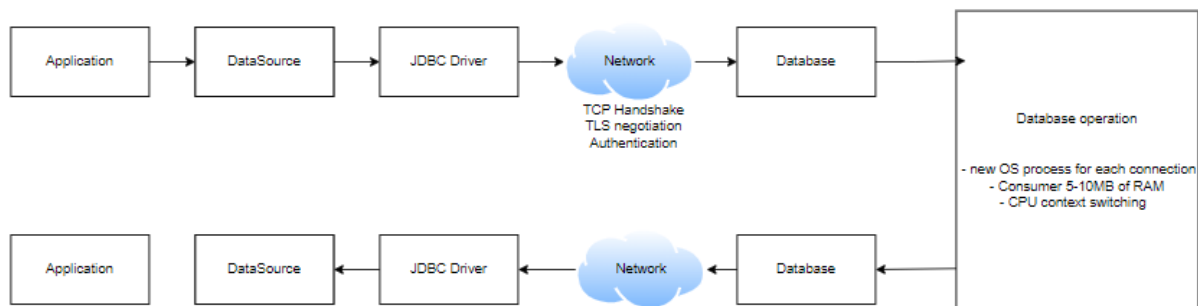 Application
DataSource
JDBC Driver
Network
Database
TCP Handshake
TLS negotiation
Authentication
Database operation
- new OS process for each connection
- Consumer 5-10MB of RAM
- CPU context switching
Application
DataSource
JDBC Driver
Network
Database